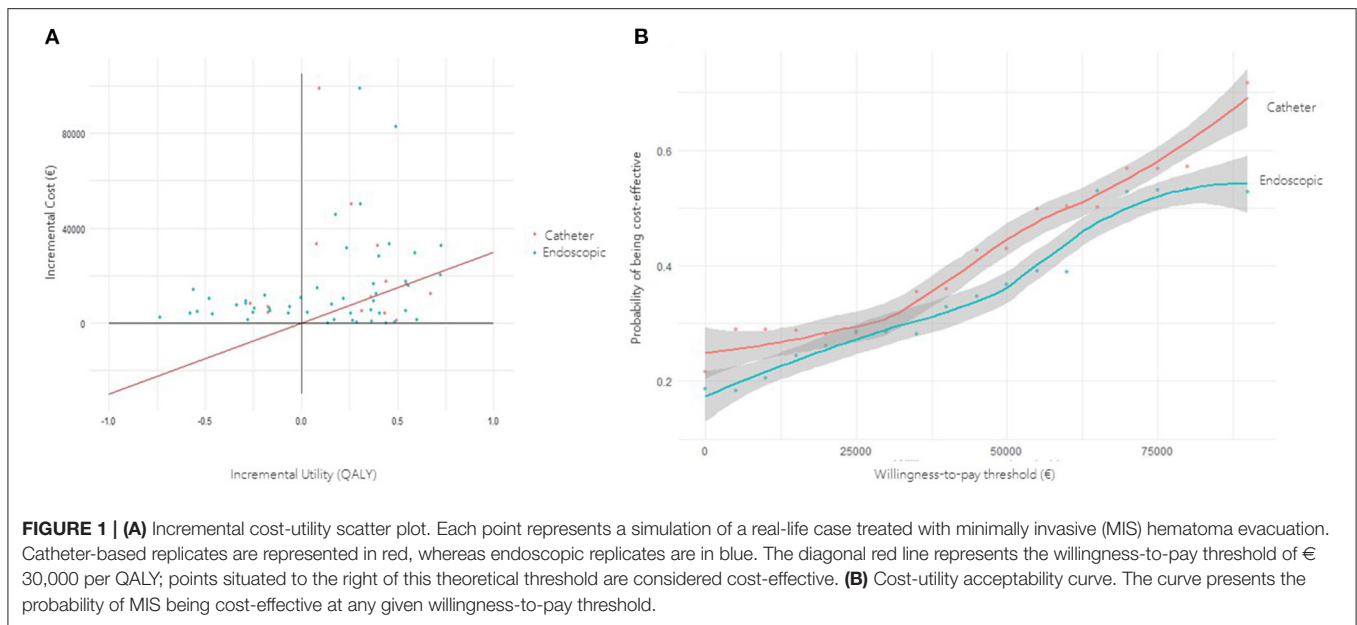 A
Incremental Cost (€)
80000
40000
0
-1.0
-0.5
0.0
0.5
1.0
Incremental Utility (QALY)
Catheter
Endoscopic
B
Probability of being cost-effective
0.6
0.4
0.2
0
25000
50000
75000
Willingness-to-pay threshold (€)
Catheter
Endoscopic
FIGURE 1 | (A) Incremental cost-utility scatter plot. Each point represents a simulation of a real-life case treated with minimally invasive (MIS) hematoma evacuation.
Catheter-based replicates are represented in red, whereas endoscopic replicates are in blue. The diagonal red line represents the willingness-to-pay threshold of €
30,000 per QALY; points situated to the right of this theoretical threshold are considered cost-effective. (B) Cost-utility acceptability curve. The curve presents the
probability of MIS being cost-effective at any given willingness-to-pay threshold.